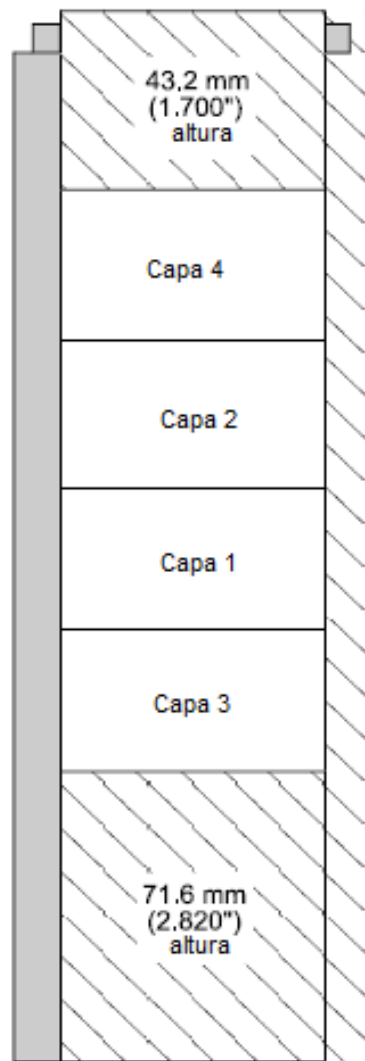 43,2 mm
(1.700")
altura
Capa 4
Capa 2
Capa 1
Capa 3
71.6 mm
(2.820")
altura